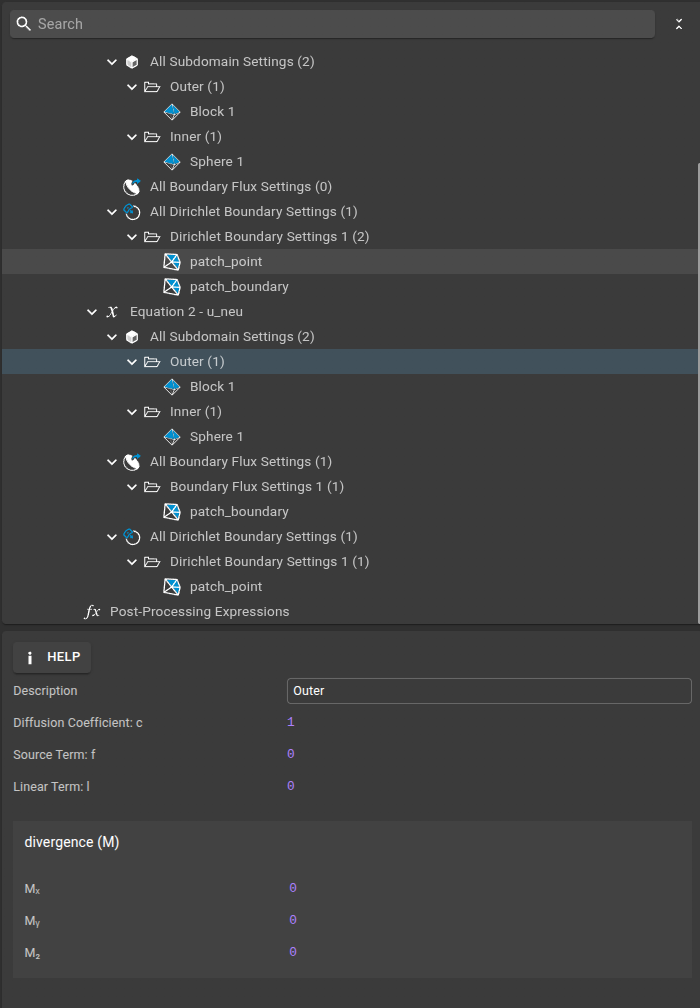 Search
All Subdomain Settings (2)
Outer (1)
Block 1
Inner (1)
Sphere 1
All Boundary Flux Settings (0)
All Dirichlet Boundary Settings (1)
Dirichlet Boundary Settings 1 (2)
patch_point
patch_boundary
x Equation 2 - u_neu
All Subdomain Settings (2)
Outer (1)
Block 1
Inner (1)
Sphere 1
All Boundary Flux Settings (1)
Boundary Flux Settings 1 (1)
patch_boundary
All Dirichlet Boundary Settings (1)
Dirichlet Boundary Settings 1 (1)
patch_point
fx Post-Processing Expressions
i HELP
Description Outer
Diffusion Coefficient: c 1
Source Term: f 0
Linear Term: l 0
divergence (M)
Mₓ 0
Mᵧ 0
M₂ 0